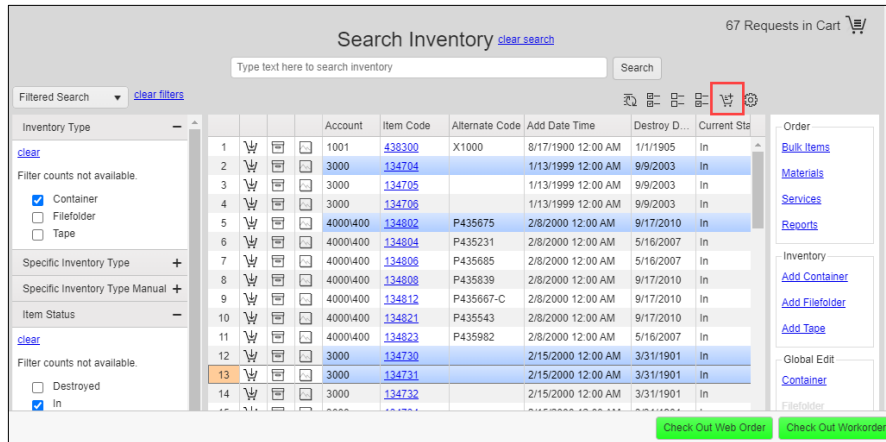 67 Requests in Cart
Search Inventory clear search
Type text here to search inventory Search
Filtered Search clear filters
Inventory Type
clear
Filter counts not available.
Container
Filefolder
Tape
Specific Inventory Type
Specific Inventory Type Manual
Item Status
clear
Filter counts not available.
Destroyed
In
Account Item Code Alternate Code Add Date Time Destroy D... Current Sta
1 1001 438300 X1000 8/17/1900 12:00 AM 1/1/1905 In
2 3000 134704 1/13/1999 12:00 AM 9/9/2003 In
3 3000 134705 1/13/1999 12:00 AM 9/9/2003 In
4 3000 134706 1/13/1999 12:00 AM 9/9/2003 In
5 4000\400 134802 P435675 2/8/2000 12:00 AM 9/17/2010 In
6 4000\400 134804 P435231 2/8/2000 12:00 AM 5/16/2007 In
7 4000\400 134806 P435685 2/8/2000 12:00 AM 5/16/2007 In
8 4000\400 134808 P435839 2/8/2000 12:00 AM 9/17/2010 In
9 4000\400 134812 P435667-C 2/8/2000 12:00 AM 9/17/2010 In
10 4000\400 134821 P435543 2/8/2000 12:00 AM 9/17/2010 In
11 4000\400 134823 P435982 2/8/2000 12:00 AM 5/16/2007 In
12 3000 134730 2/15/2000 12:00 AM 3/31/1901 In
13 3000 134731 2/15/2000 12:00 AM 3/31/1901 In
14 3000 134732 2/15/2000 12:00 AM 3/31/1901 In
Order
Bulk Items
Materials
Services
Reports
Inventory
Add Container
Add Filefolder
Add Tape
Global Edit
Container
Filefolder
Check Out Web Order Check Out Workorder